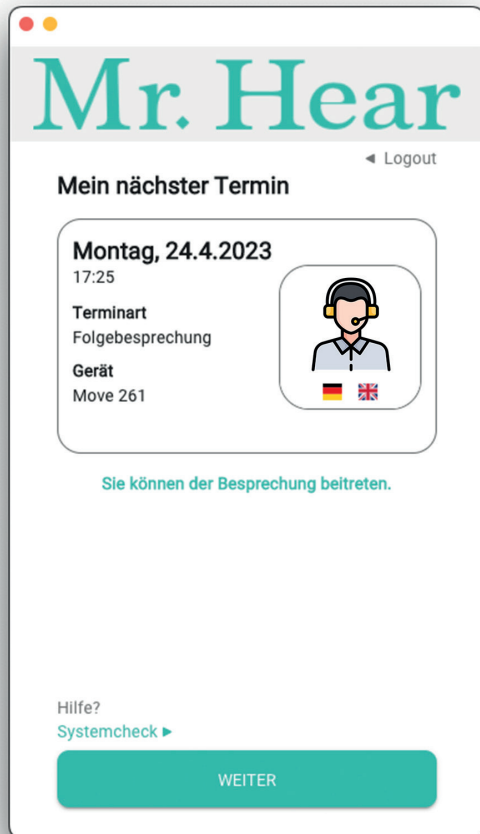 Mr. Hear
◄ Logout
Mein nächster Termin
Montag, 24.4.2023
17:25
Terminart
Folgebesprechung
Gerät
Move 261
Sie können der Besprechung beitreten.
Hilfe?
Systemcheck ►
WEITER